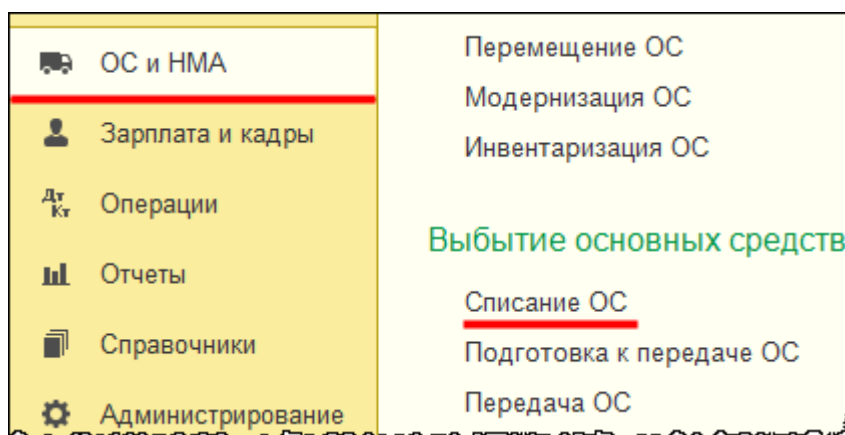 ОС и НМА
Зарплата и кадры
Дт
Кт
Операции
Отчеты
Справочники
Администрирование
Перемещение ОС
Модернизация ОС
Инвентаризация ОС
Выбытие основных средств
Списание ОС
Подготовка к передаче ОС
Передача ОС